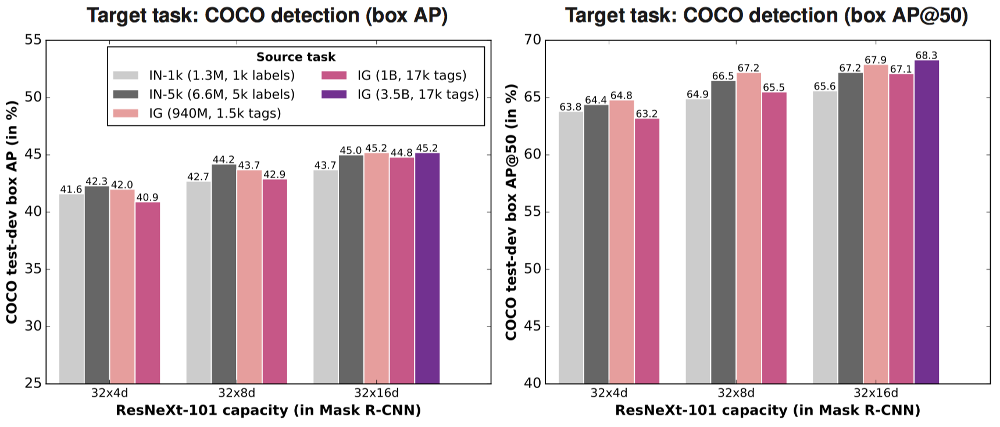 Target task: COCO detection (box AP)
55
50
45
40
35
30
25
COCO test-dev box AP (in %)
Source task
IN-1k (1.3M, 1k labels)
IN-5k (6.6M, 5k labels)
IG (940M, 1.5k tags)
IG (1B, 17k tags)
IG (3.5B, 17k tags)
41.6
42.3
42.0
40.9
42.7
44.2
43.7
42.9
43.7
45.0
45.2
44.8
45.2
32x4d
32x8d
32x16d
ResNeXt-101 capacity (in Mask R-CNN)
Target task: COCO detection (box AP@50)
70
65
60
55
50
45
40
COCO test-dev box AP@50 (in %)
63.8
64.4
64.8
63.2
64.9
66.5
67.2
65.5
65.6
67.2
67.9
67.1
68.3
32x4d
32x8d
32x16d
ResNeXt-101 capacity (in Mask R-CNN)